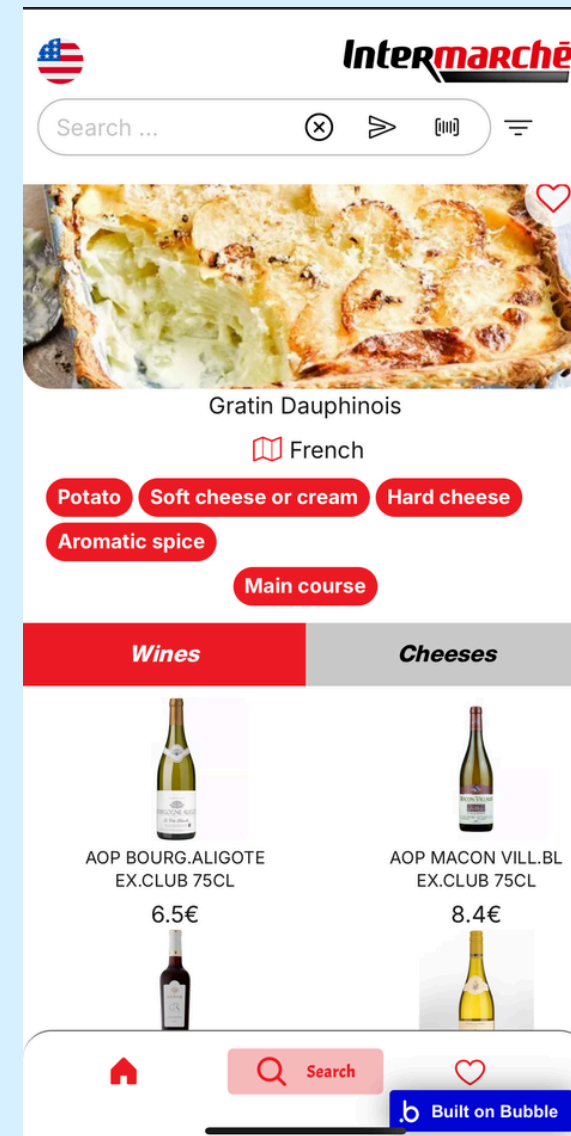 Intermarché
Search ...
Gratin Dauphinois
French
Potato
Soft cheese or cream
Hard cheese
Aromatic spice
Main course
Wines
Cheeses
AOP BOURG.ALIGOTE
EX.CLUB 75CL
6.5€
AOP MACON VILL.BL
EX.CLUB 75CL
8.4€
Search
.b Built on Bubble